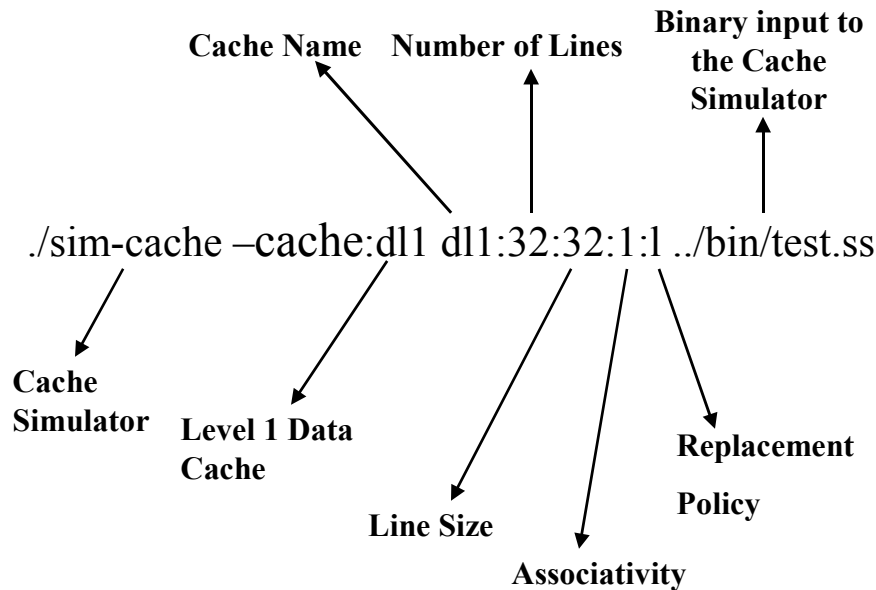 Cache Name
Number of Lines
Binary input to
the Cache
Simulator
./sim-cache –cache:dl1 dl1:32:32:1:l ../bin/test.ss
Cache
Simulator
Level 1 Data
Cache
Line Size
Associativity
Replacement
Policy